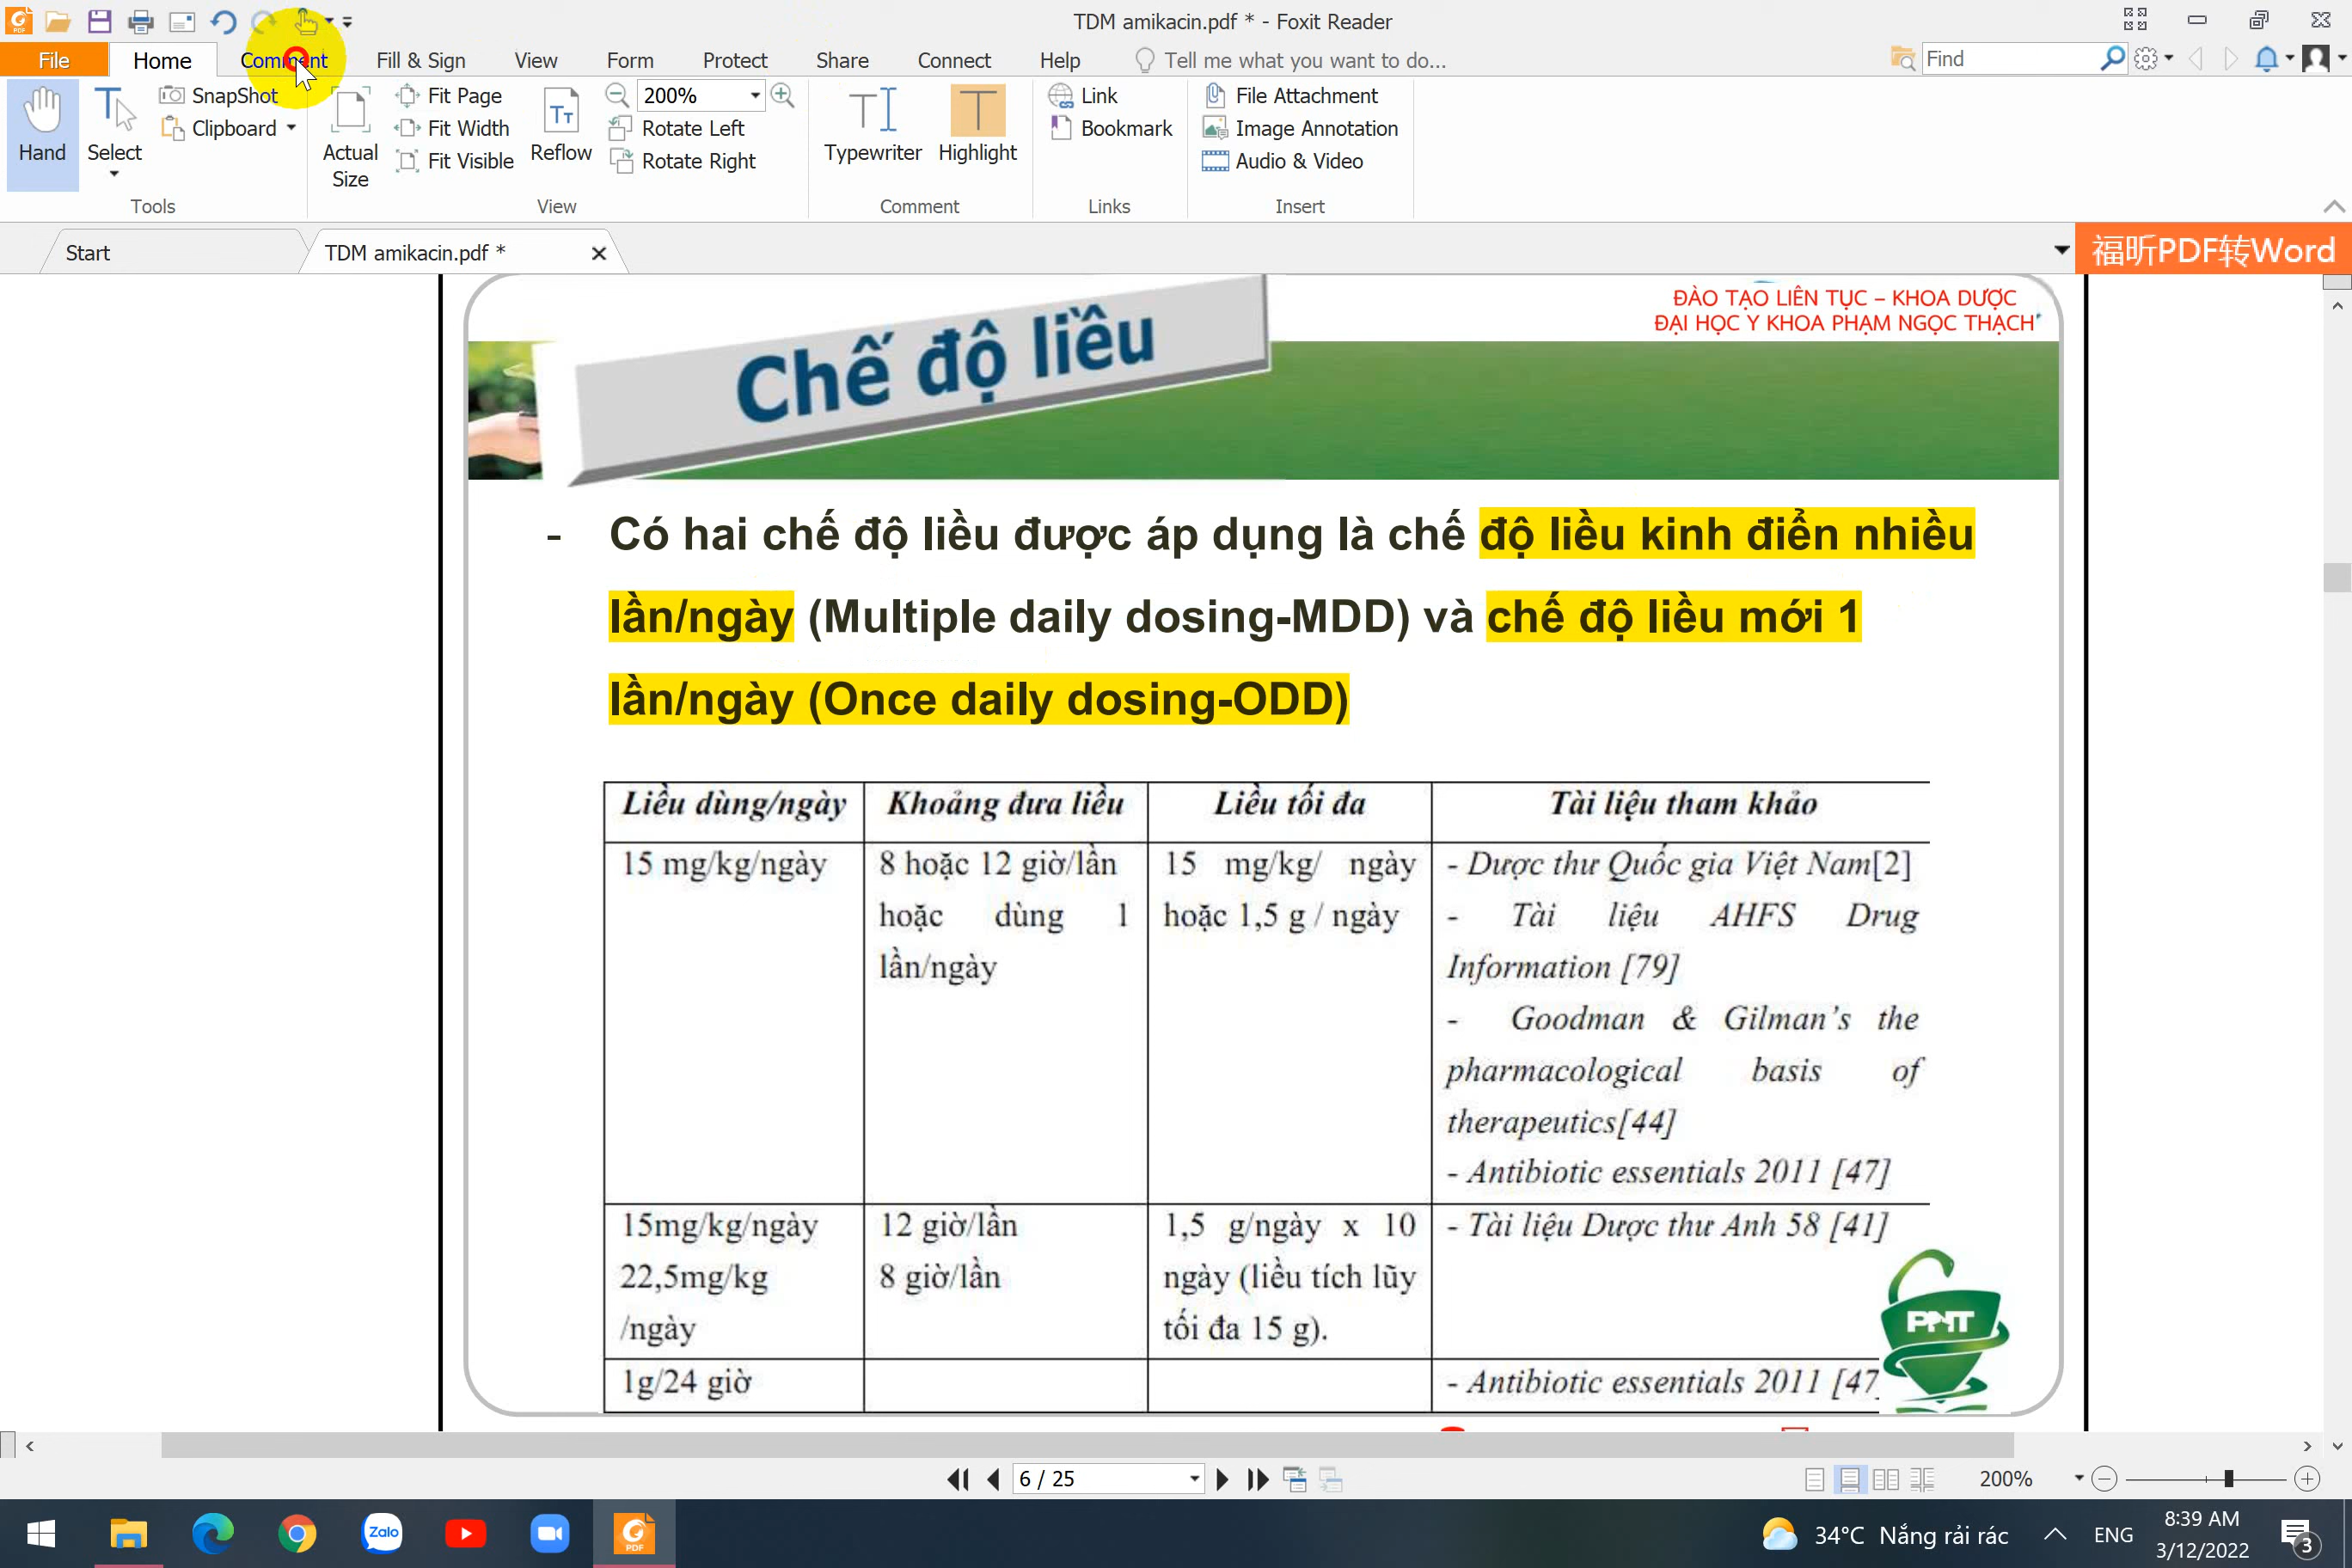 TDM amikacin.pdf * - Foxit Reader
File Home Comment Fill & Sign View Form Protect Share Connect Help Tell me what you want to do... Find
Hand
Select
SnapShot
Clipboard
Tools
Actual Size
Fit Page
Fit Width
Fit Visible
Reflow
200%
Rotate Left
Rotate Right
View
Typewriter
Highlight
Comment
Link
Bookmark
Links
File Attachment
Image Annotation
Audio & Video
Insert
Start
TDM amikacin.pdf *
福昕PDF转Word
ĐÀO TẠO LIÊN TỤC – KHOA DƯỢC
ĐẠI HỌC Y KHOA PHẠM NGỌC THẠCH
Chế độ liều
- Có hai chế độ liều được áp dụng là chế độ liều kinh điển nhiều
lần/ngày (Multiple daily dosing-MDD) và chế độ liều mới 1
lần/ngày (Once daily dosing-ODD)
Liều dùng/ngày Khoảng đưa liều Liều tối đa Tài liệu tham khảo
15 mg/kg/ngày 8 hoặc 12 giờ/lần 15 mg/kg/ ngày - Dược thư Quốc gia Việt Nam[2]
hoặc dùng 1 hoặc 1,5 g / ngày - Tài liệu AHFS Drug
lần/ngày Information [79]
- Goodman & Gilman's the
pharmacological basis of
therapeutics[44]
- Antibiotic essentials 2011 [47]
15mg/kg/ngày 12 giờ/lần 1,5 g/ngày x 10 - Tài liệu Dược thư Anh 58 [41]
22,5mg/kg 8 giờ/lần ngày (liều tích lũy
/ngày tối đa 15 g).
1g/24 giờ - Antibiotic essentials 2011 [47
PNT
6 / 25
200%
Zalo
PDF
34°C Nắng rải rác
ENG
8:39 AM
3/12/2022
3